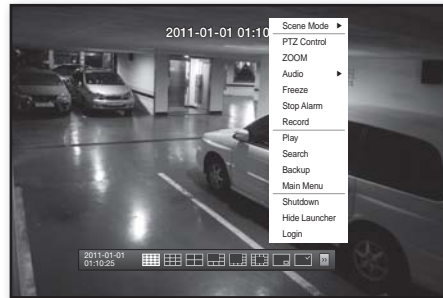 2011-01-01 01:10
Scene Mode
PTZ Control
ZOOM
Audio
Freeze
Stop Alarm
Record
Play
Search
Backup
Main Menu
Shutdown
Hide Launcher
Login
2011-01-01
01:10:25